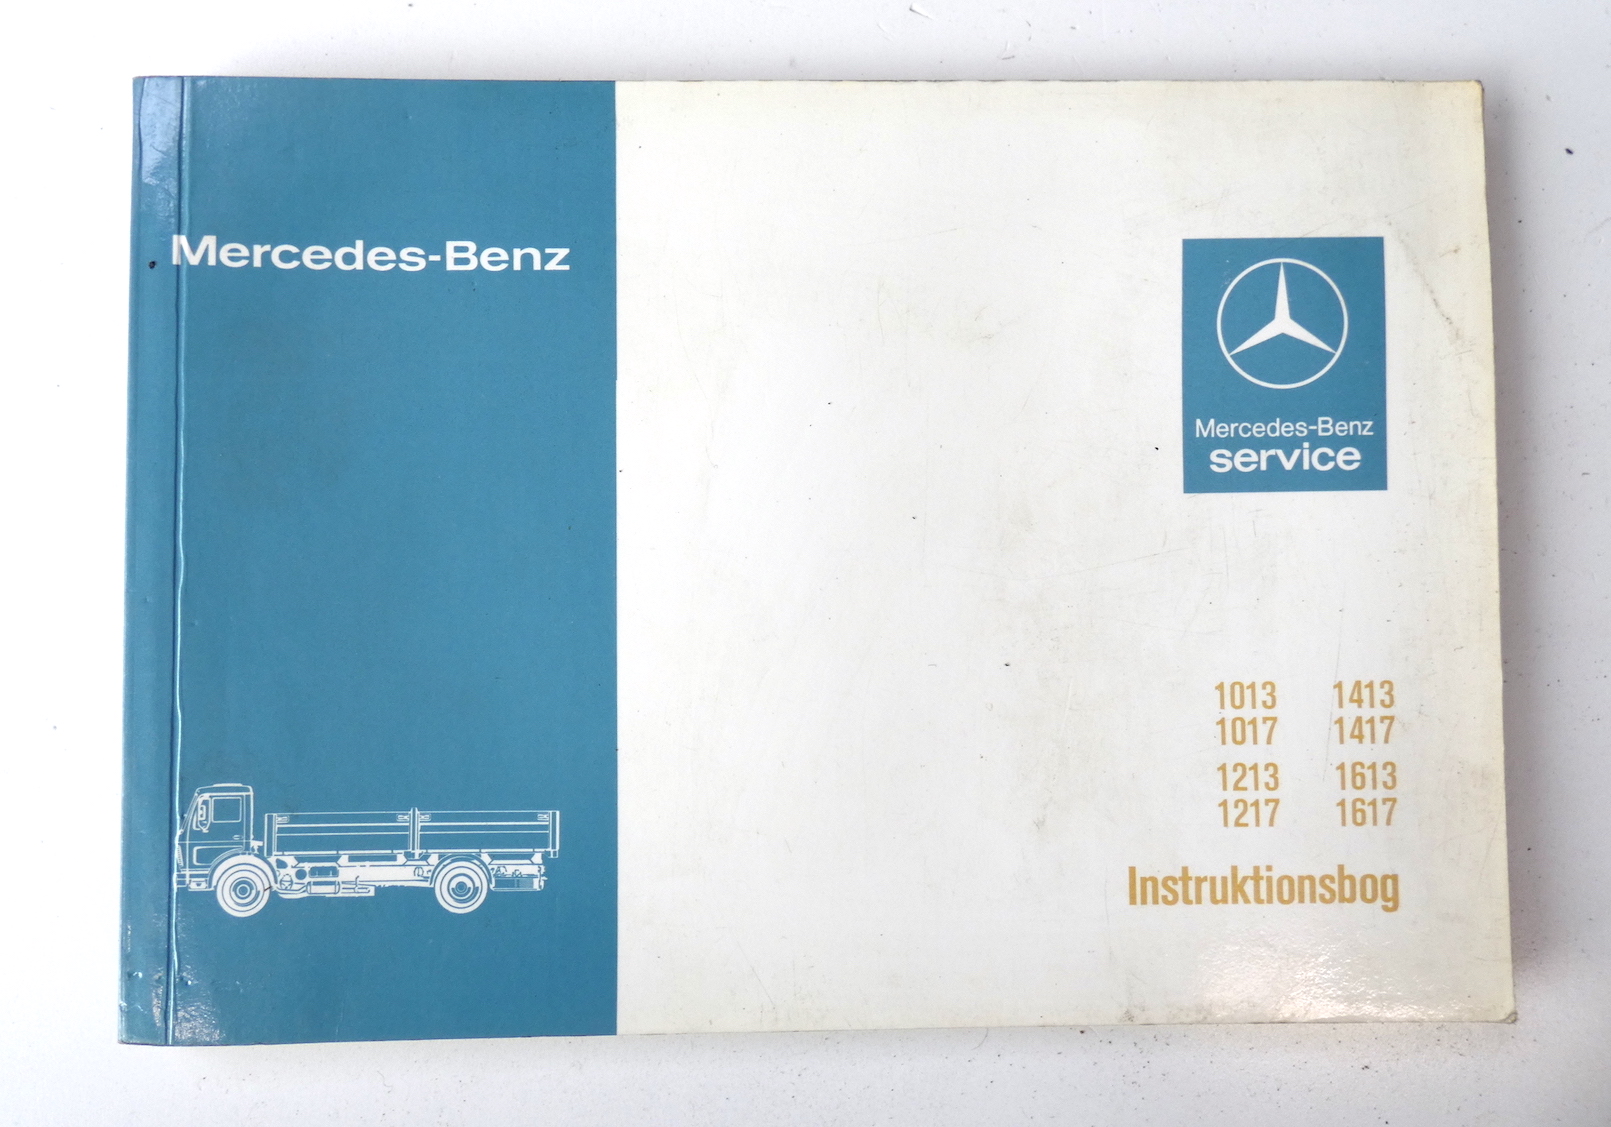 Mercedes-Benz
Mercedes-Benz
service
1013 1413
1017 1417
1213 1613
1217 1617
Instruktionsbog